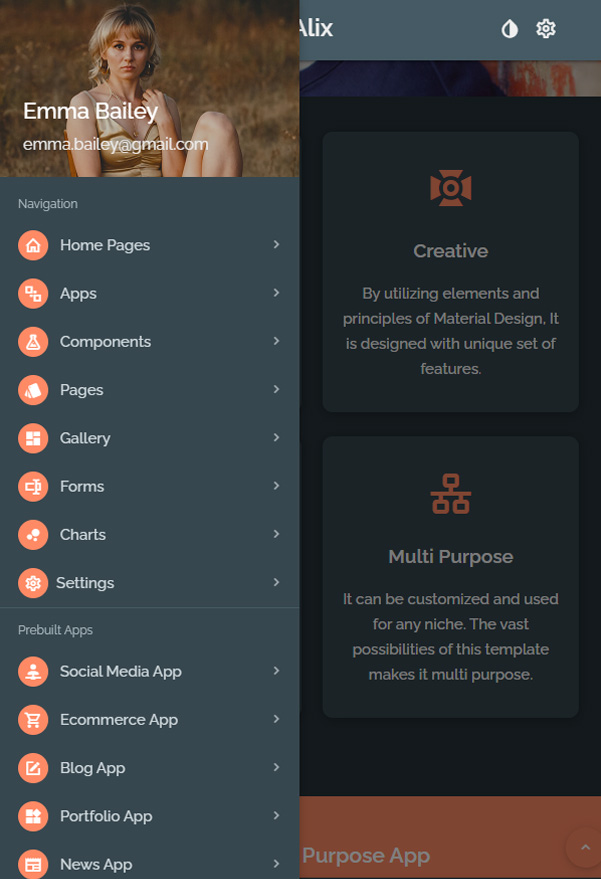 Alix
Emma Bailey
emma.bailey@gmail.com
Navigation
Home Pages
Apps
Components
Pages
Gallery
Forms
Charts
Settings
Prebuilt Apps
Social Media App
Ecommerce App
Blog App
Portfolio App
News App
Creative
By utilizing elements and
principles of Material Design, It
is designed with unique set of
features.
Multi Purpose
It can be customized and used
for any niche. The vast
possibilities of this template
makes it multi purpose.
Purpose App